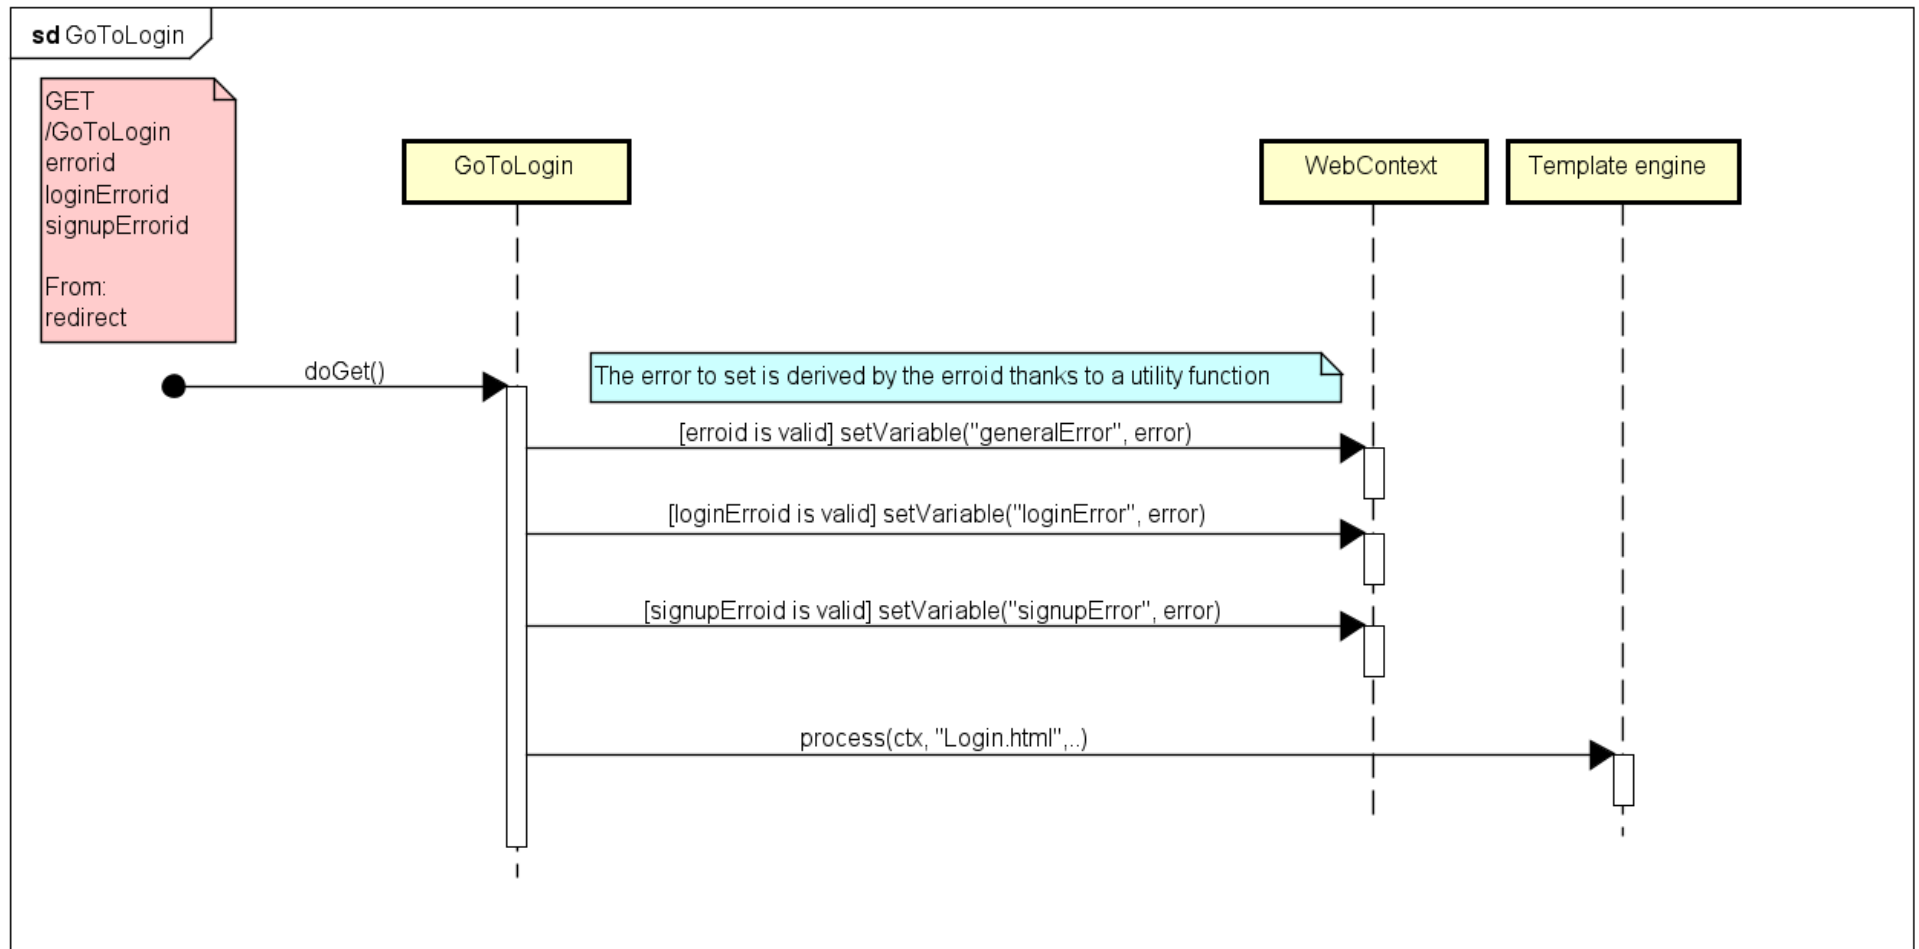 sd GoToLogin
GET
/GoToLogin
errorid
loginErrorid
signupErrorid
From:
redirect
GoToLogin
WebContext
Template engine
doGet()
The error to set is derived by the erroid thanks to a utility function
[erroid is valid] setVariable("generalError", error)
[loginErroid is valid] setVariable("loginError", error)
[signupErroid is valid] setVariable("signupError", error)
process(ctx, "Login.html",..)